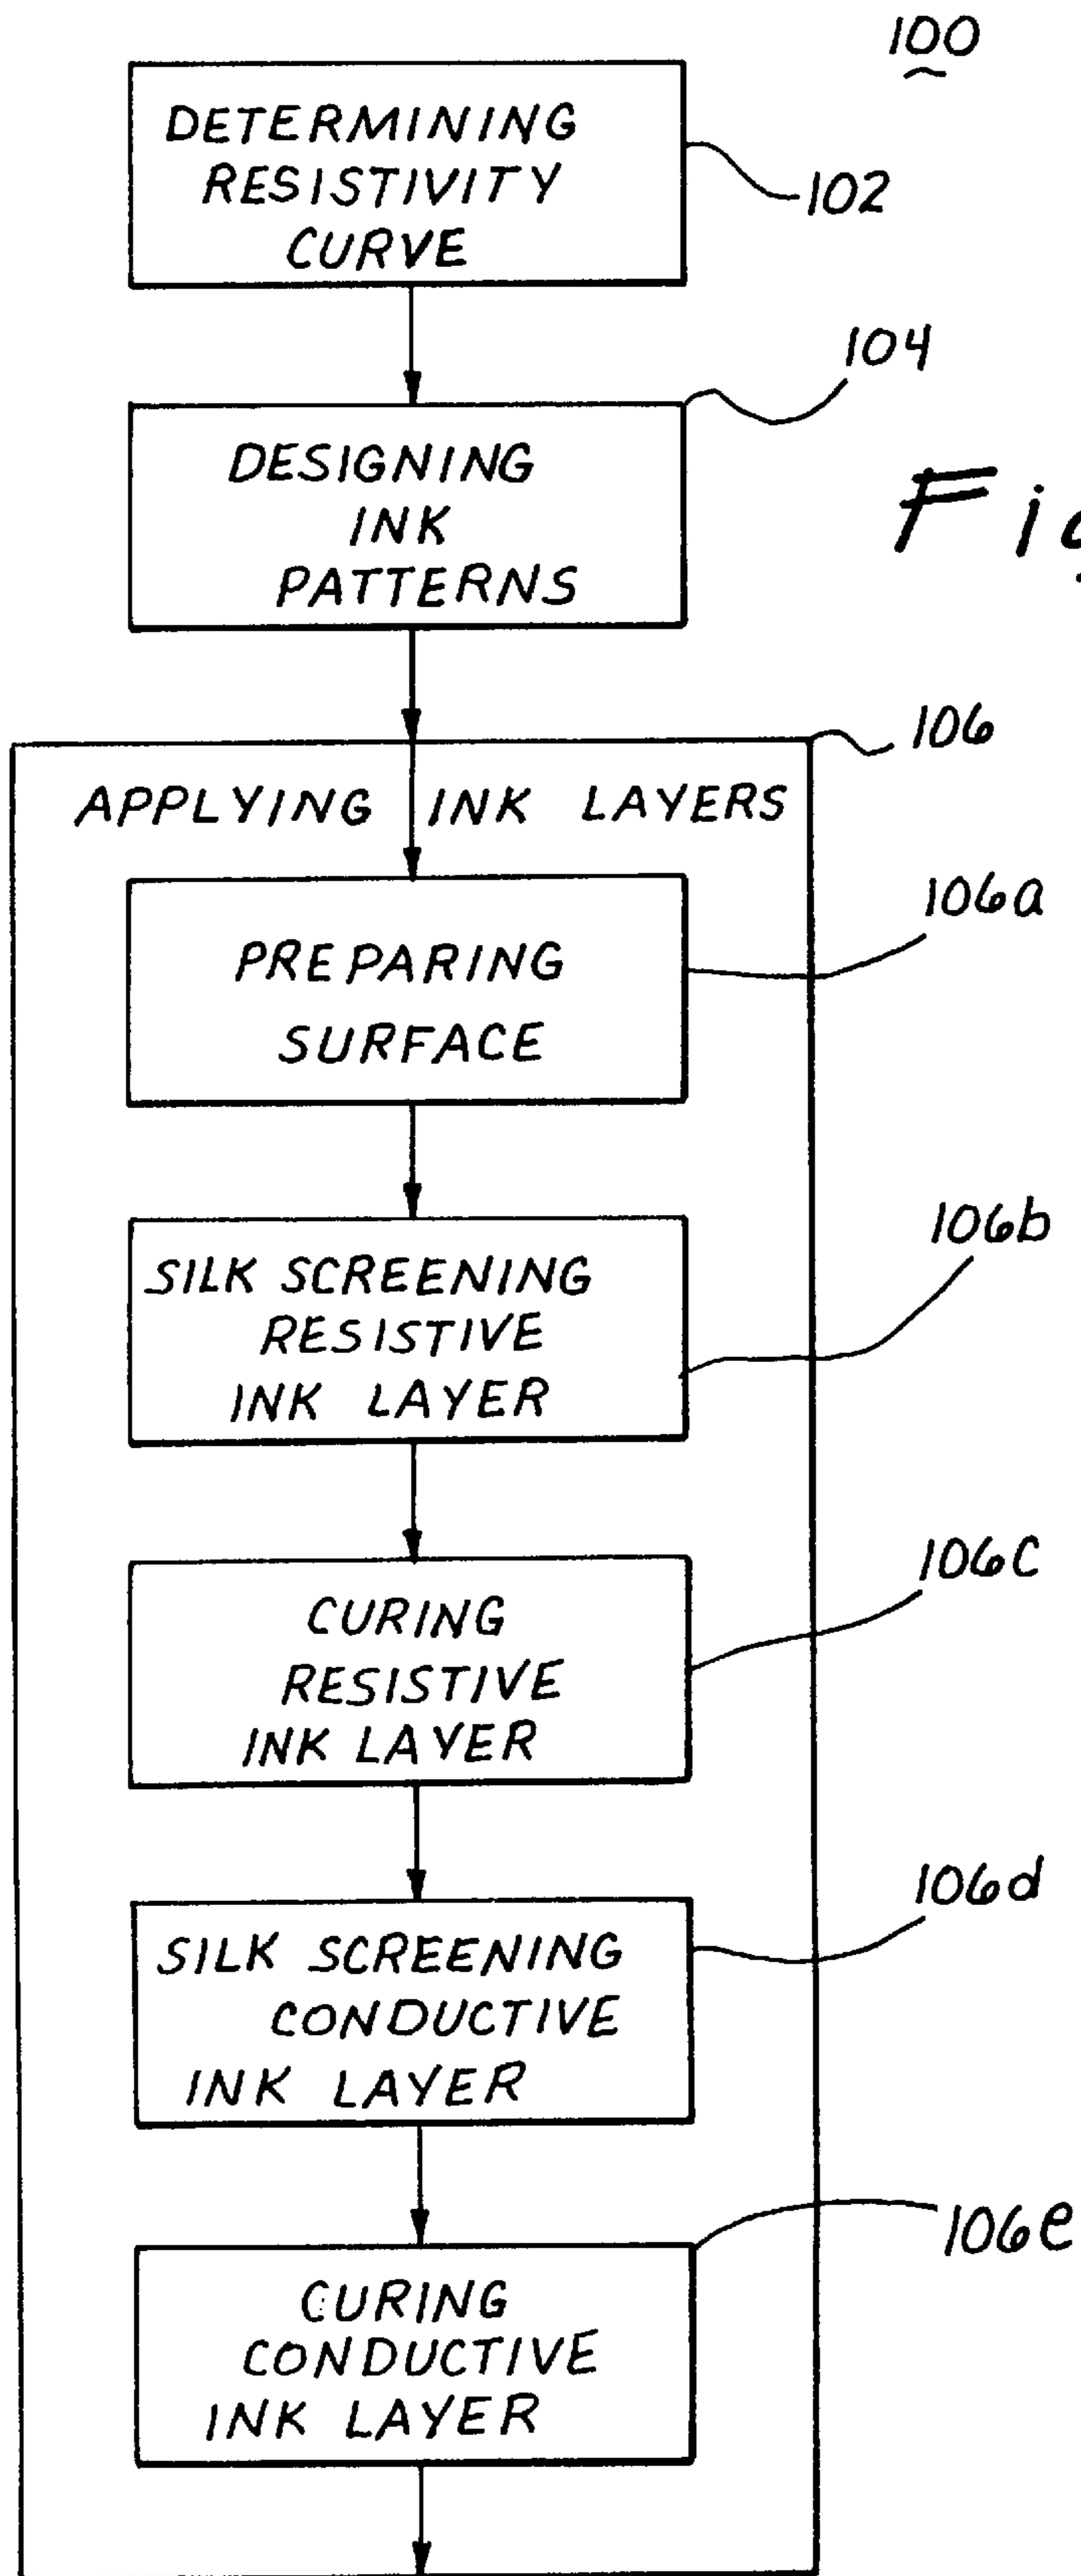 100
DETERMINING
RESISTIVITY
CURVE
102
104
DESIGNING
INK
PATTERNS
106
APPLYING INK LAYERS
106a
PREPARING
SURFACE
106b
SILK SCREENING
RESISTIVE
INK LAYER
106c
CURING
RESISTIVE
INK LAYER
106d
SILK SCREENING
CONDUCTIVE
INK LAYER
106e
CURING
CONDUCTIVE
INK LAYER